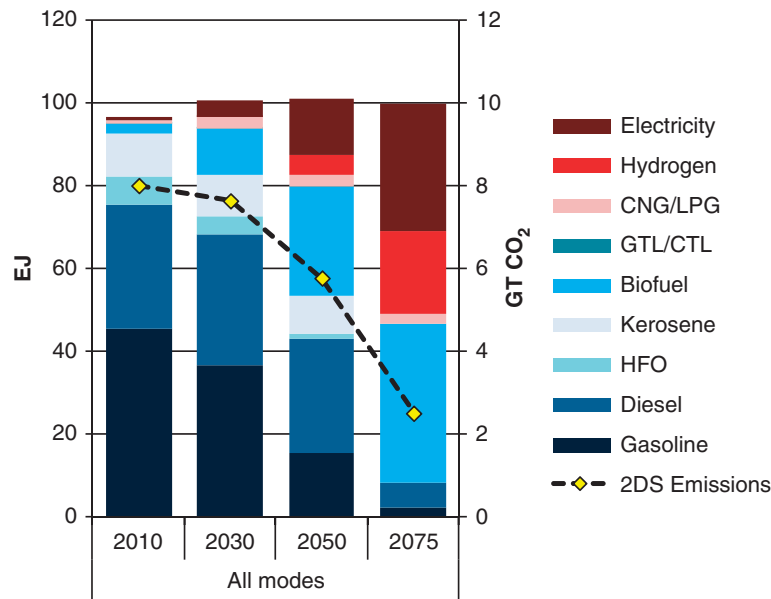 120
100
80
60
40
20
0
EJ
12
10
8
6
4
2
0
GT CO₂
2010
2030
2050
2075
All modes
Electricity
Hydrogen
CNG/LPG
GTL/CTL
Biofuel
Kerosene
HFO
Diesel
Gasoline
2DS Emissions